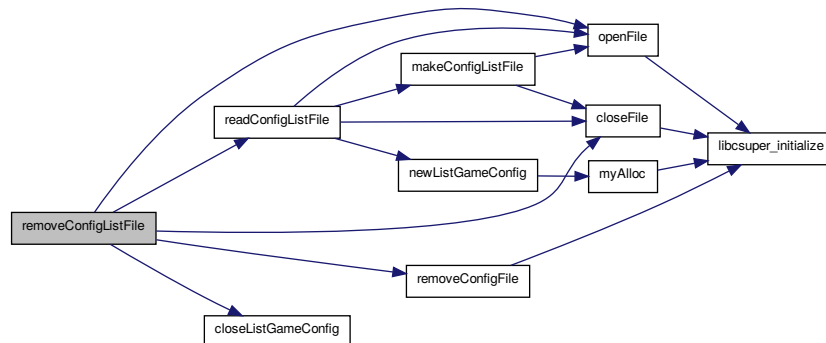 openFile
makeConfigListFile
readConfigListFile
closeFile
libcsuper_initialize
newListGameConfig
myAlloc
removeConfigListFile
removeConfigFile
closeListGameConfig